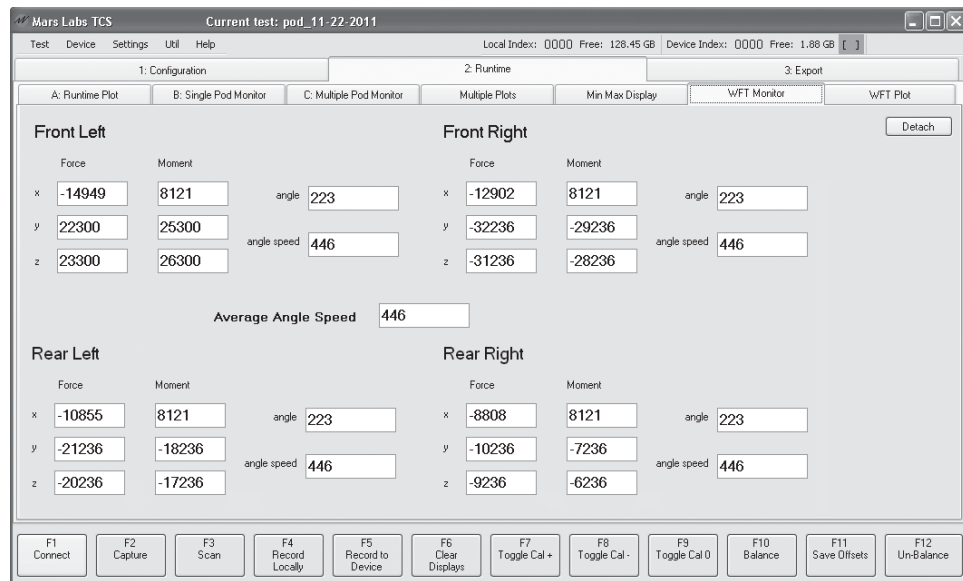 Mars Labs TCS Current test: pod_11-22-2011
Test Device Settings Util Help Local Index: 0000 Free: 128.45 GB Device Index: 0000 Free: 1.88 GB [ ]
1: Configuration 2: Runtime 3: Export
A: Runtime Plot B: Single Pod Monitor C: Multiple Pod Monitor Multiple Plots Min Max Display WFT Monitor WFT Plot
Detach
Front Left
Force Moment
x -14949 8121 angle 223
y 22300 25300 angle speed 446
z 23300 26300
Front Right
Force Moment
x -12902 8121 angle 223
y -32236 -29236 angle speed 446
z -31236 -28236
Average Angle Speed 446
Rear Left
Force Moment
x -10855 8121 angle 223
y -21236 -18236 angle speed 446
z -20236 -17236
Rear Right
Force Moment
x -8808 8121 angle 223
y -10236 -7236 angle speed 446
z -9236 -6236
F1 Connect
F2 Capture
F3 Scan
F4 Record Locally
F5 Record to Device
F6 Clear Displays
F7 Toggle Cal +
F8 Toggle Cal -
F9 Toggle Cal 0
F10 Balance
F11 Save Offsets
F12 Un-Balance